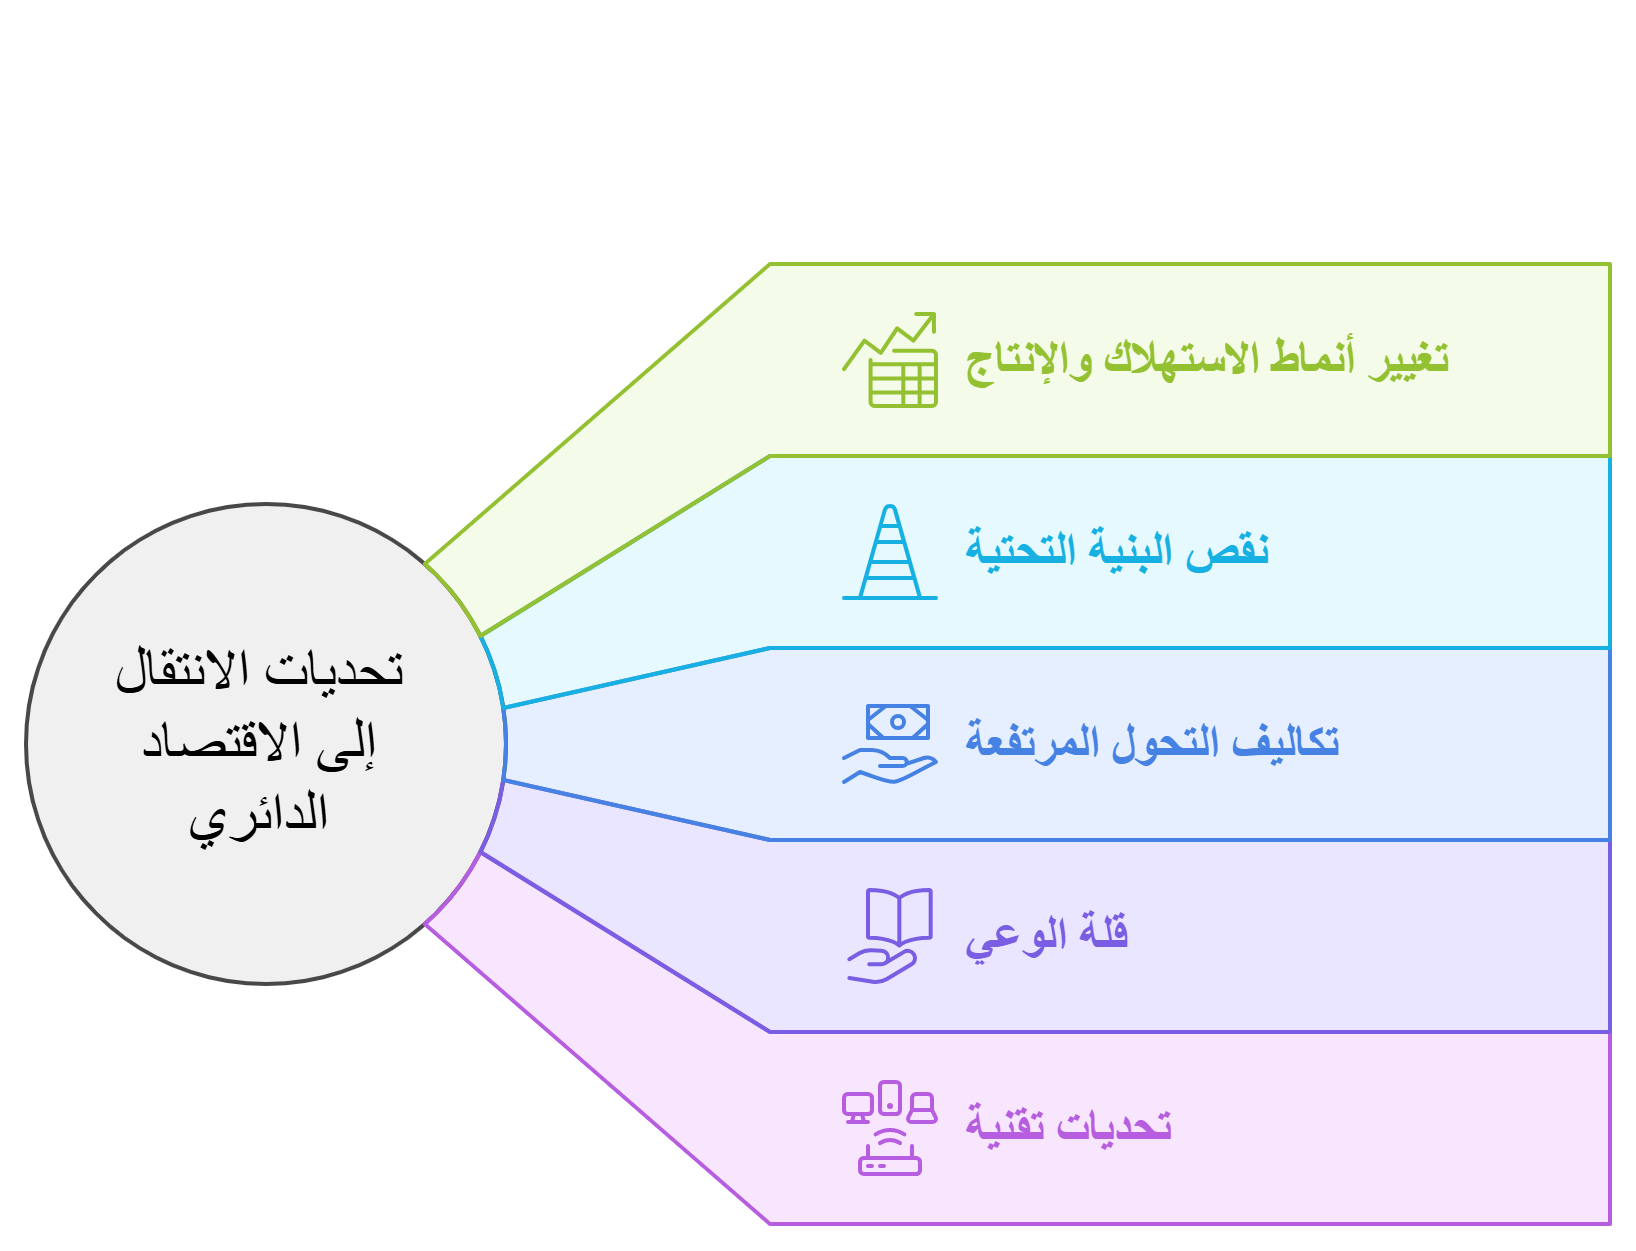 تحديات الانتقال
إلى الاقتصاد
الدائري
تغيير أنماط الاستهلاك والإنتاج
نقص البنية التحتية
تكاليف التحول المرتفعة
قلة الوعي
تحديات تقنية